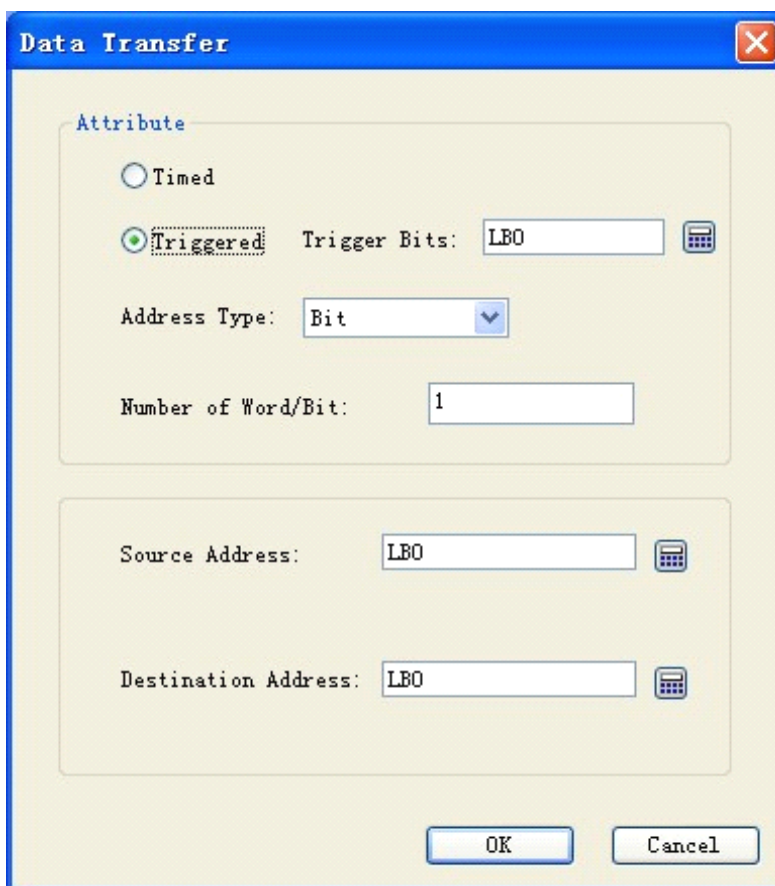 Data Transfer
Attribute
Timed
Triggered Trigger Bits: LB0
Address Type: Bit
Number of Word/Bit: 1
Source Address: LB0
Destination Address: LB0
OK Cancel